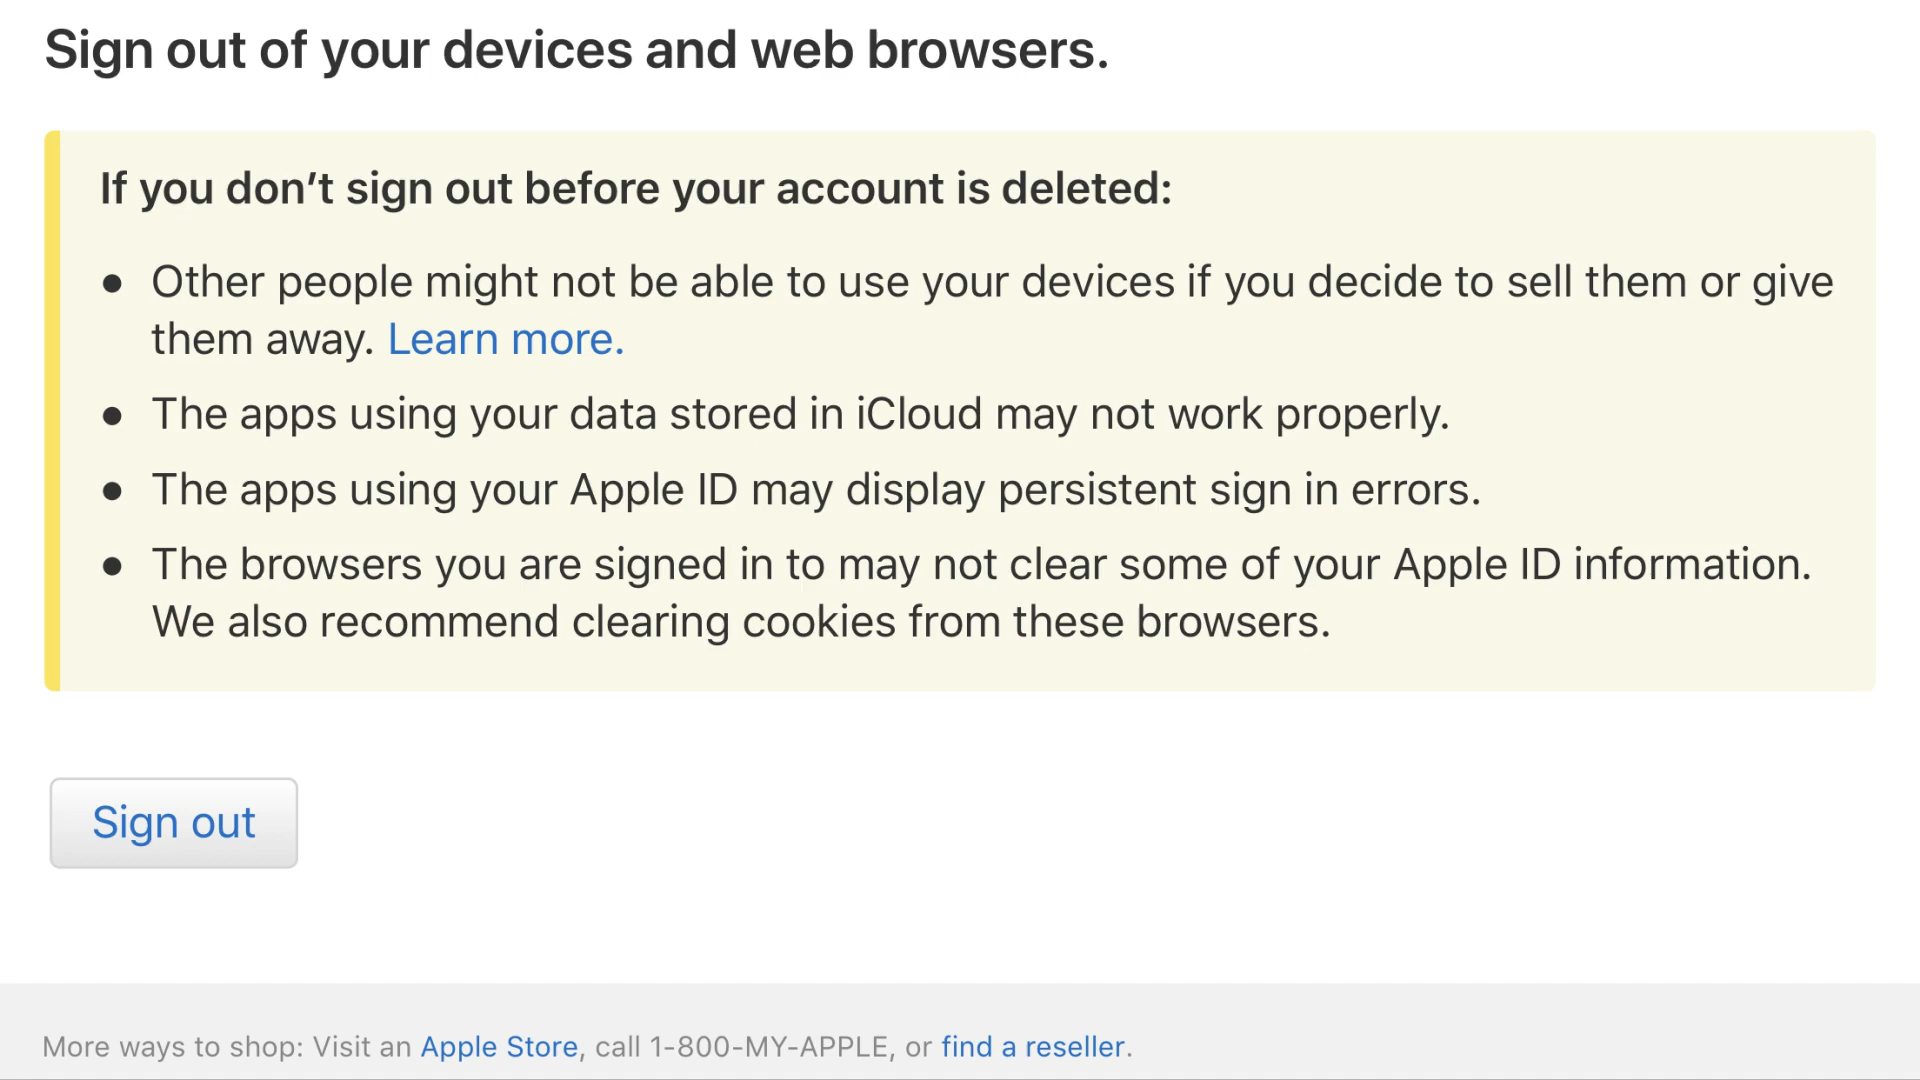 Sign out of your devices and web browsers.
If you don’t sign out before your account is deleted:
● Other people might not be able to use your devices if you decide to sell them or give
them away. Learn more.
● The apps using your data stored in iCloud may not work properly.
● The apps using your Apple ID may display persistent sign in errors.
● The browsers you are signed in to may not clear some of your Apple ID information.
We also recommend clearing cookies from these browsers.
Sign out
More ways to shop: Visit an Apple Store, call 1-800-MY-APPLE, or find a reseller.